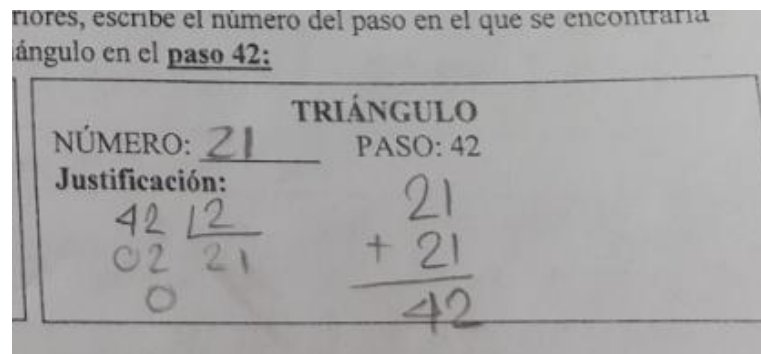 riores, escribe el número del paso en el que se encontraría
ángulo en el paso 42:
TRIÁNGULO
NÚMERO: 21 PASO: 42
Justificación:
42 |2 21
02 21 + 21
0 42